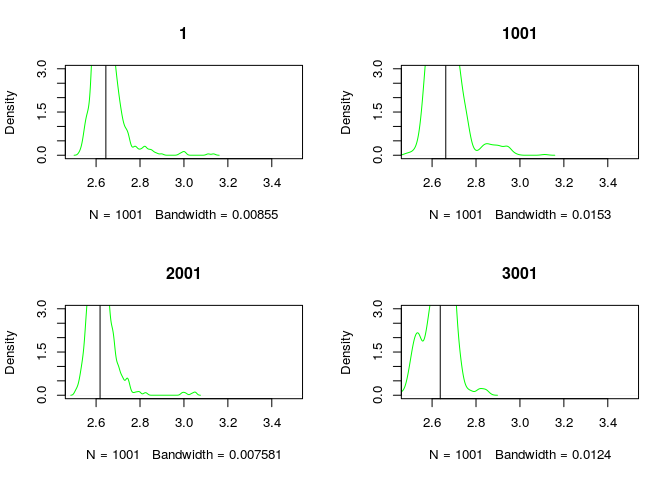 1
Density
0.0 1.5 3.0
2.6 2.8 3.0 3.2 3.4
N = 1001 Bandwidth = 0.00855
1001
Density
0.0 1.5 3.0
2.6 2.8 3.0 3.2 3.4
N = 1001 Bandwidth = 0.0153
2001
Density
0.0 1.5 3.0
2.6 2.8 3.0 3.2 3.4
N = 1001 Bandwidth = 0.007581
3001
Density
0.0 1.5 3.0
2.6 2.8 3.0 3.2 3.4
N = 1001 Bandwidth = 0.0124